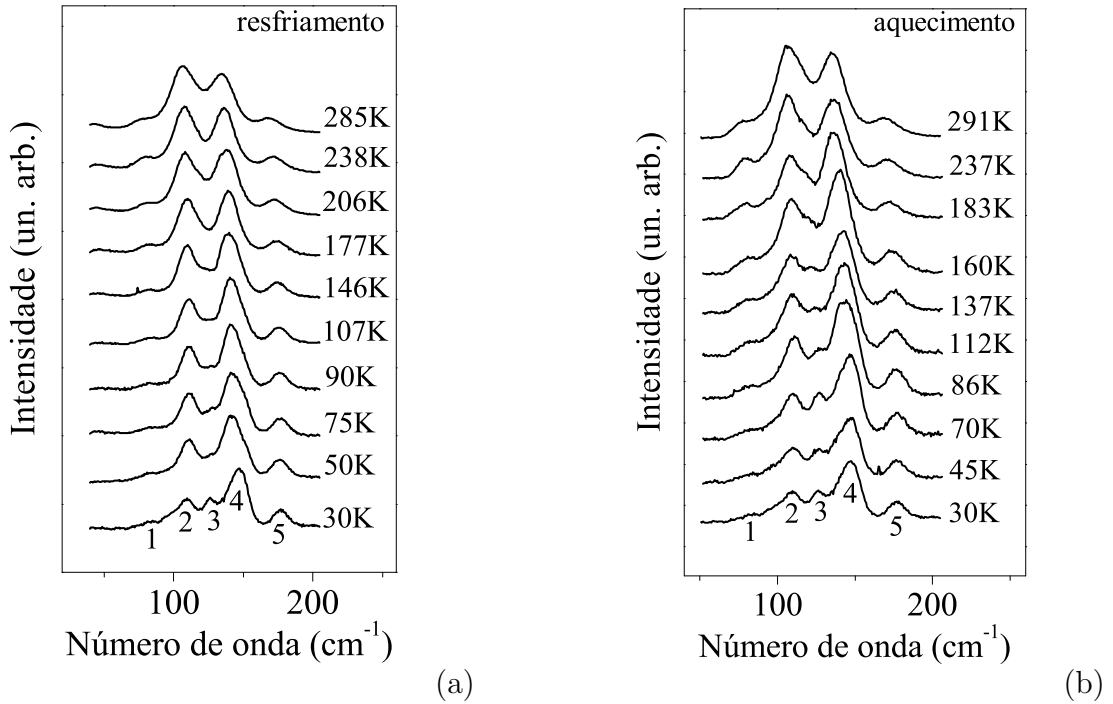 resfriamento
285K
238K
206K
177K
146K
107K
90K
75K
50K
30K
1
2
3
4
5
100
200
Número de onda (cm⁻¹)
Intensidade (un. arb.)
(a)
aquecimento
291K
237K
183K
160K
137K
112K
86K
70K
45K
30K
1
2
3
4
5
100
200
Número de onda (cm⁻¹)
Intensidade (un. arb.)
(b)